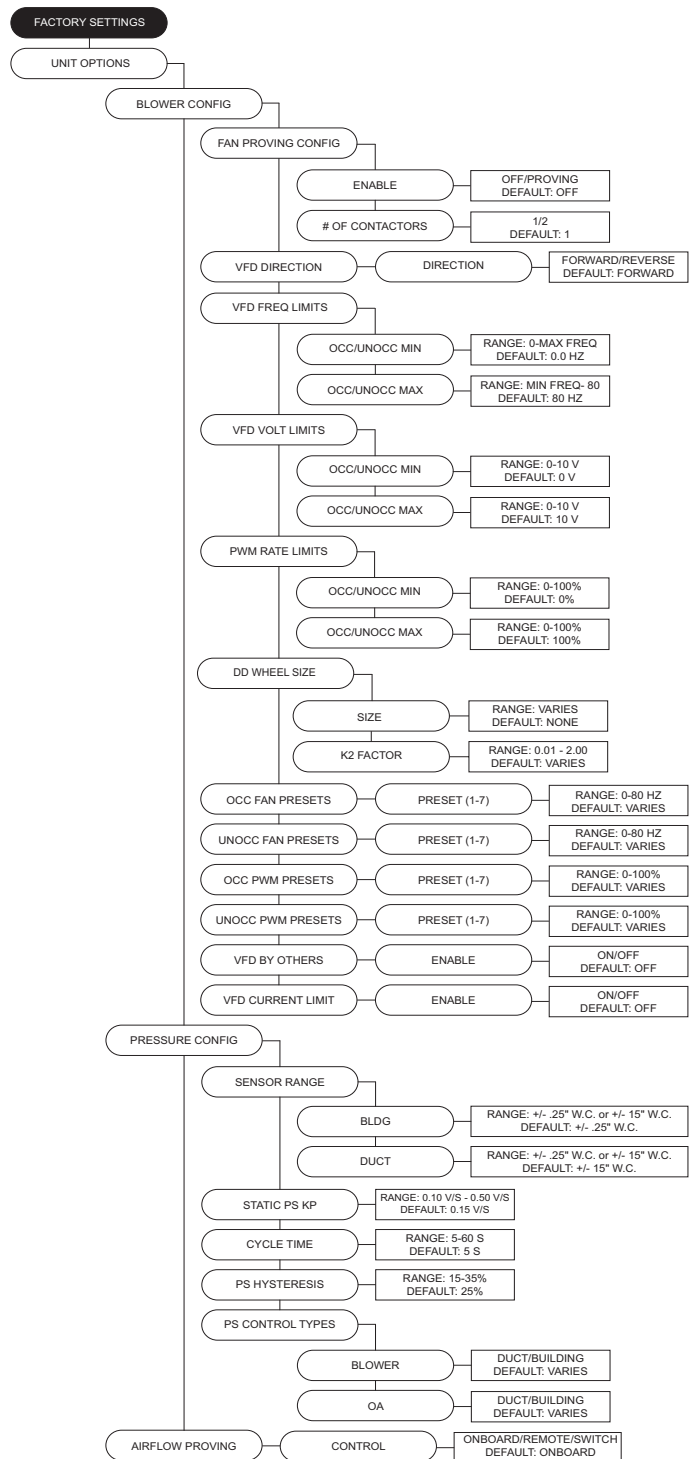 FACTORY SETTINGS
UNIT OPTIONS
BLOWER CONFIG
FAN PROVING CONFIG
ENABLE
OFF/PROVING
DEFAULT: OFF
# OF CONTACTORS
1/2
DEFAULT: 1
VFD DIRECTION
DIRECTION
FORWARD/REVERSE
DEFAULT: FORWARD
VFD FREQ LIMITS
OCC/UNOCC MIN
RANGE: 0-MAX FREQ
DEFAULT: 0.0 HZ
OCC/UNOCC MAX
RANGE: MIN FREQ- 80
DEFAULT: 80 HZ
VFD VOLT LIMITS
OCC/UNOCC MIN
RANGE: 0-10 V
DEFAULT: 0 V
OCC/UNOCC MAX
RANGE: 0-10 V
DEFAULT: 10 V
PWM RATE LIMITS
OCC/UNOCC MIN
RANGE: 0-100%
DEFAULT: 0%
OCC/UNOCC MAX
RANGE: 0-100%
DEFAULT: 100%
DD WHEEL SIZE
SIZE
RANGE: VARIES
DEFAULT: NONE
K2 FACTOR
RANGE: 0.01 - 2.00
DEFAULT: VARIES
OCC FAN PRESETS
PRESET (1-7)
RANGE: 0-80 HZ
DEFAULT: VARIES
UNOCC FAN PRESETS
PRESET (1-7)
RANGE: 0-80 HZ
DEFAULT: VARIES
OCC PWM PRESETS
PRESET (1-7)
RANGE: 0-100%
DEFAULT: VARIES
UNOCC PWM PRESETS
PRESET (1-7)
RANGE: 0-100%
DEFAULT: VARIES
VFD BY OTHERS
ENABLE
ON/OFF
DEFAULT: OFF
VFD CURRENT LIMIT
ENABLE
ON/OFF
DEFAULT: OFF
PRESSURE CONFIG
SENSOR RANGE
BLDG
RANGE: +/- .25" W.C. or +/- 15" W.C.
DEFAULT: +/- .25" W.C.
DUCT
RANGE: +/- .25" W.C. or +/- 15" W.C.
DEFAULT: +/- 15" W.C.
STATIC PS KP
RANGE: 0.10 V/S - 0.50 V/S
DEFAULT: 0.15 V/S
CYCLE TIME
RANGE: 5-60 S
DEFAULT: 5 S
PS HYSTERESIS
RANGE: 15-35%
DEFAULT: 25%
PS CONTROL TYPES
BLOWER
DUCT/BUILDING
DEFAULT: VARIES
OA
DUCT/BUILDING
DEFAULT: VARIES
AIRFLOW PROVING
CONTROL
ONBOARD/REMOTE/SWITCH
DEFAULT: ONBOARD